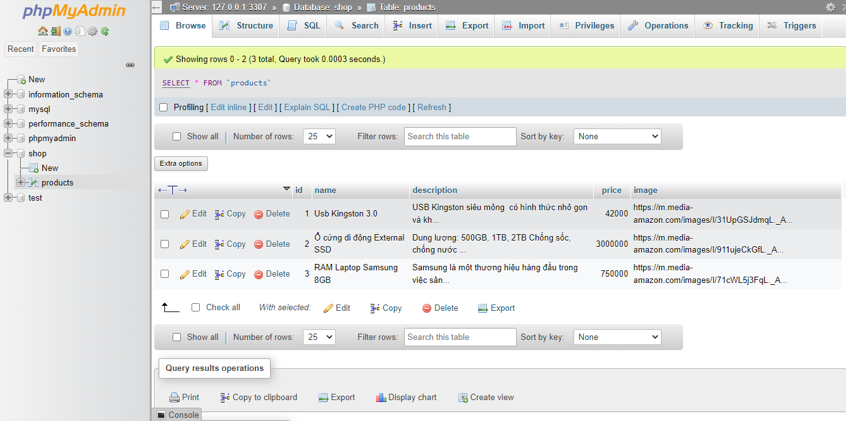 phpMyAdmin
Recent Favorites
New
information_schema
mysql
performance_schema
phpmyadmin
shop
New
products
test
Server: 127.0.0.1:3307 » Database: shop » Table: products
Browse Structure SQL Search Insert Export Import Privileges Operations Tracking Triggers
Showing rows 0 - 2 (3 total, Query took 0.0003 seconds.)
SELECT * FROM `products`
Profiling [ Edit inline ] [ Edit ] [ Explain SQL ] [ Create PHP code ] [ Refresh ]
Show all Number of rows: 25 Filter rows: Search this table Sort by key: None
Extra options
←T→ id name description price image
Edit Copy Delete 1 Usb Kingston 3.0 USB Kingston siêu mỏng có hình thức nhỏ gọn và kh... 42000 https://m.media-amazon.com/images/I/31UpGSJdmqL._A...
Edit Copy Delete 2 Ổ cứng di động External SSD Dung lượng: 500GB, 1TB, 2TB Chống sốc, chống nước ... 3000000 https://m.media-amazon.com/images/I/911ujeCkGfL._A...
Edit Copy Delete 3 RAM Laptop Samsung 8GB Samsung là một thương hiệu hàng đầu trong việc sản... 750000 https://m.media-amazon.com/images/I/71cWL5j3FqL._A...
Check all With selected: Edit Copy Delete Export
Show all Number of rows: 25 Filter rows: Search this table Sort by key: None
Query results operations
Print Copy to clipboard Export Display chart Create view
Console